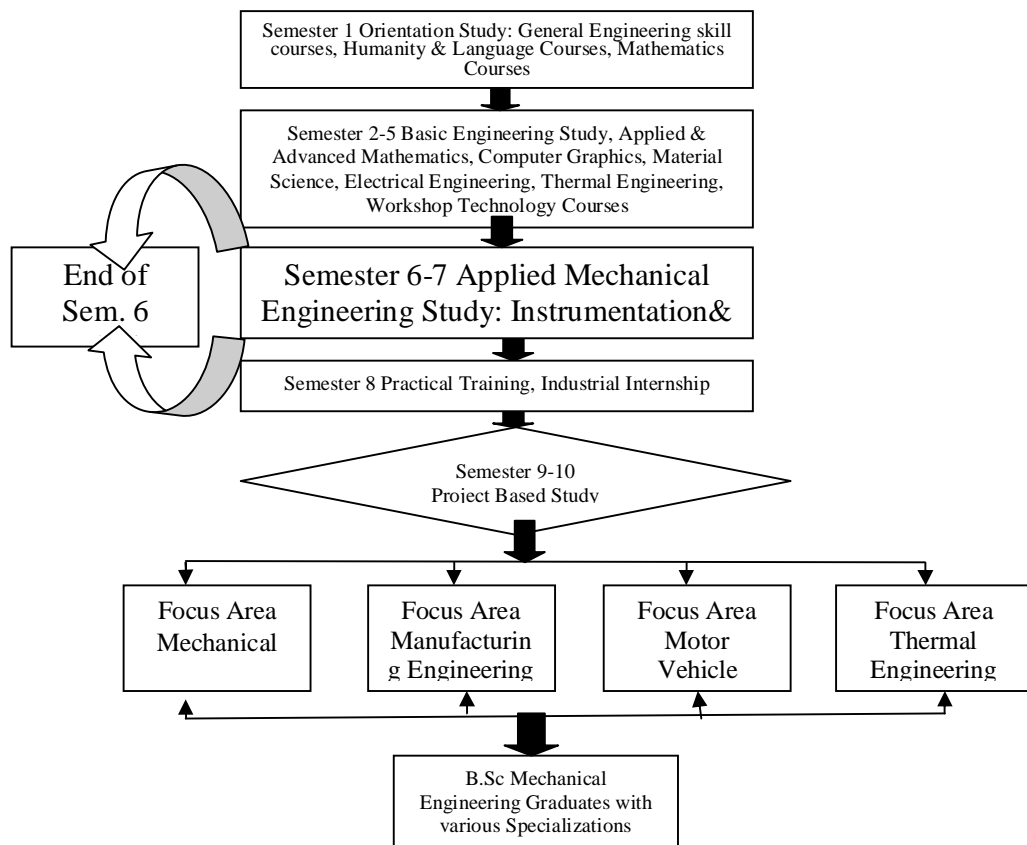 Semester 1 Orientation Study: General Engineering skill
courses, Humanity & Language Courses, Mathematics
Courses
Semester 2-5 Basic Engineering Study, Applied &
Advanced Mathematics, Computer Graphics, Material
Science, Electrical Engineering, Thermal Engineering,
Workshop Technology Courses
End of
Sem. 6
Semester 6-7 Applied Mechanical
Engineering Study: Instrumentation&
Semester 8 Practical Training, Industrial Internship
Semester 9-10
Project Based Study
Focus Area
Mechanical
Focus Area
Manufacturin
g Engineering
Focus Area
Motor
Vehicle
Focus Area
Thermal
Engineering
B.Sc Mechanical
Engineering Graduates with
various Specializations